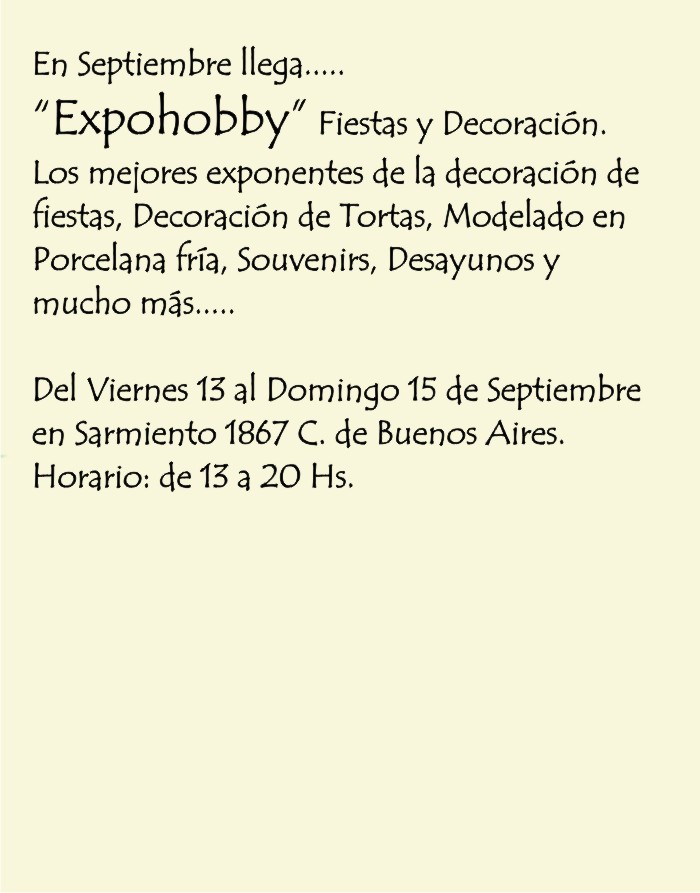 En Septiembre llega.....
"Expohobby" Fiestas y Decoración.
Los mejores exponentes de la decoración de
fiestas, Decoración de Tortas, Modelado en
Porcelana fría, Souvenirs, Desayunos y
mucho más.....
Del Viernes 13 al Domingo 15 de Septiembre
en Sarmiento 1867 C. de Buenos Aires.
Horario: de 13 a 20 Hs.